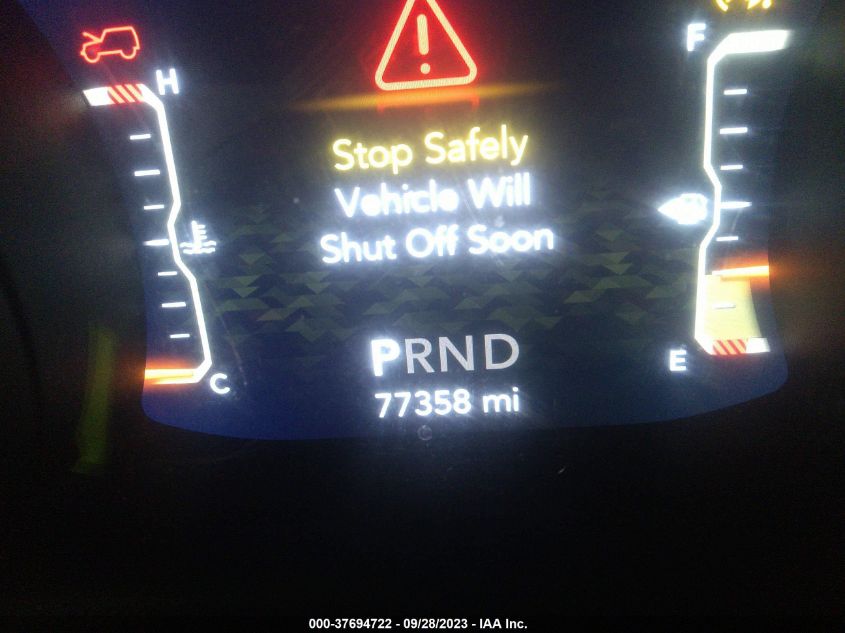 H
F
Stop Safely
Vehicle Will
Shut Off Soon
PRND
E
C
77358 mi
000-37694722 - 09/28/2023 - IAA Inc.